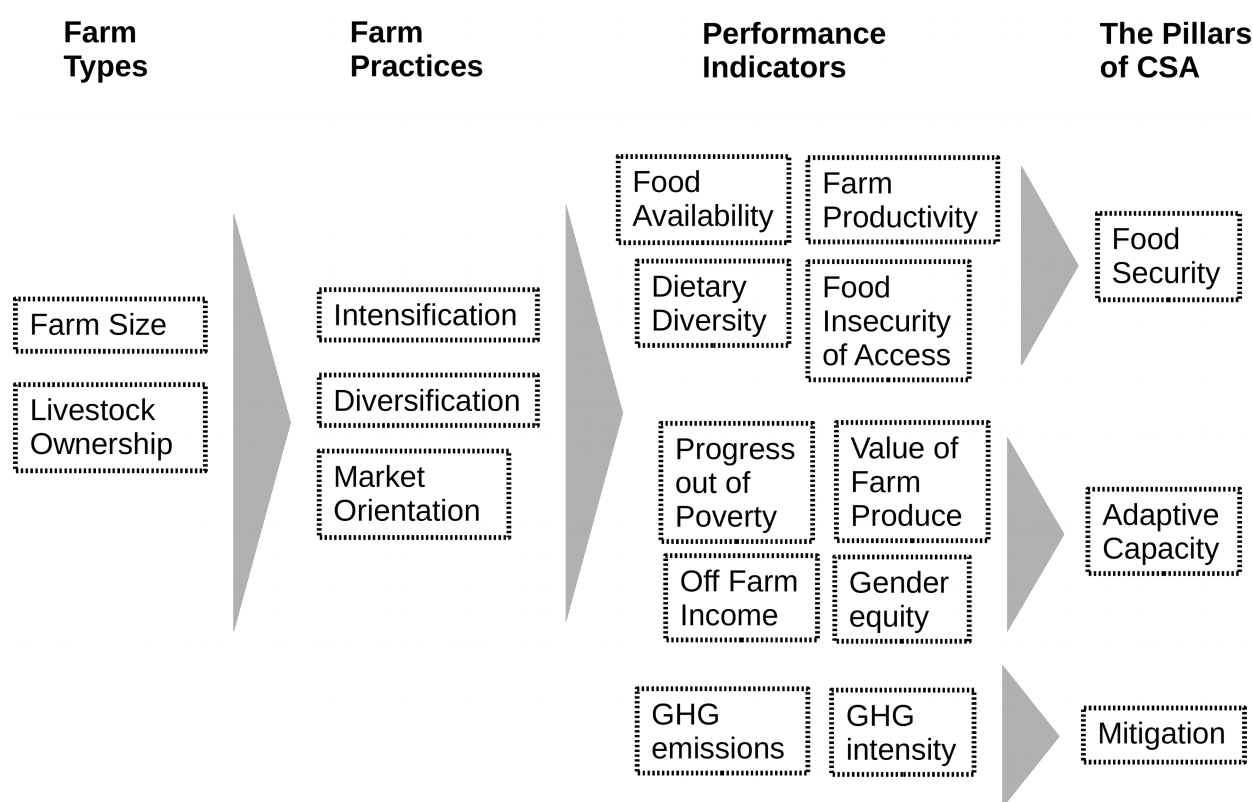 Farm
Types
Farm
Practices
Performance
Indicators
The Pillars
of CSA
Farm Size
Livestock
Ownership
Intensification
Diversification
Market
Orientation
Food
Availability
Farm
Productivity
Dietary
Diversity
Food
Insecurity
of Access
Progress
out of
Poverty
Value of
Farm
Produce
Off Farm
Income
Gender
equity
GHG
emissions
GHG
intensity
Food
Security
Adaptive
Capacity
Mitigation